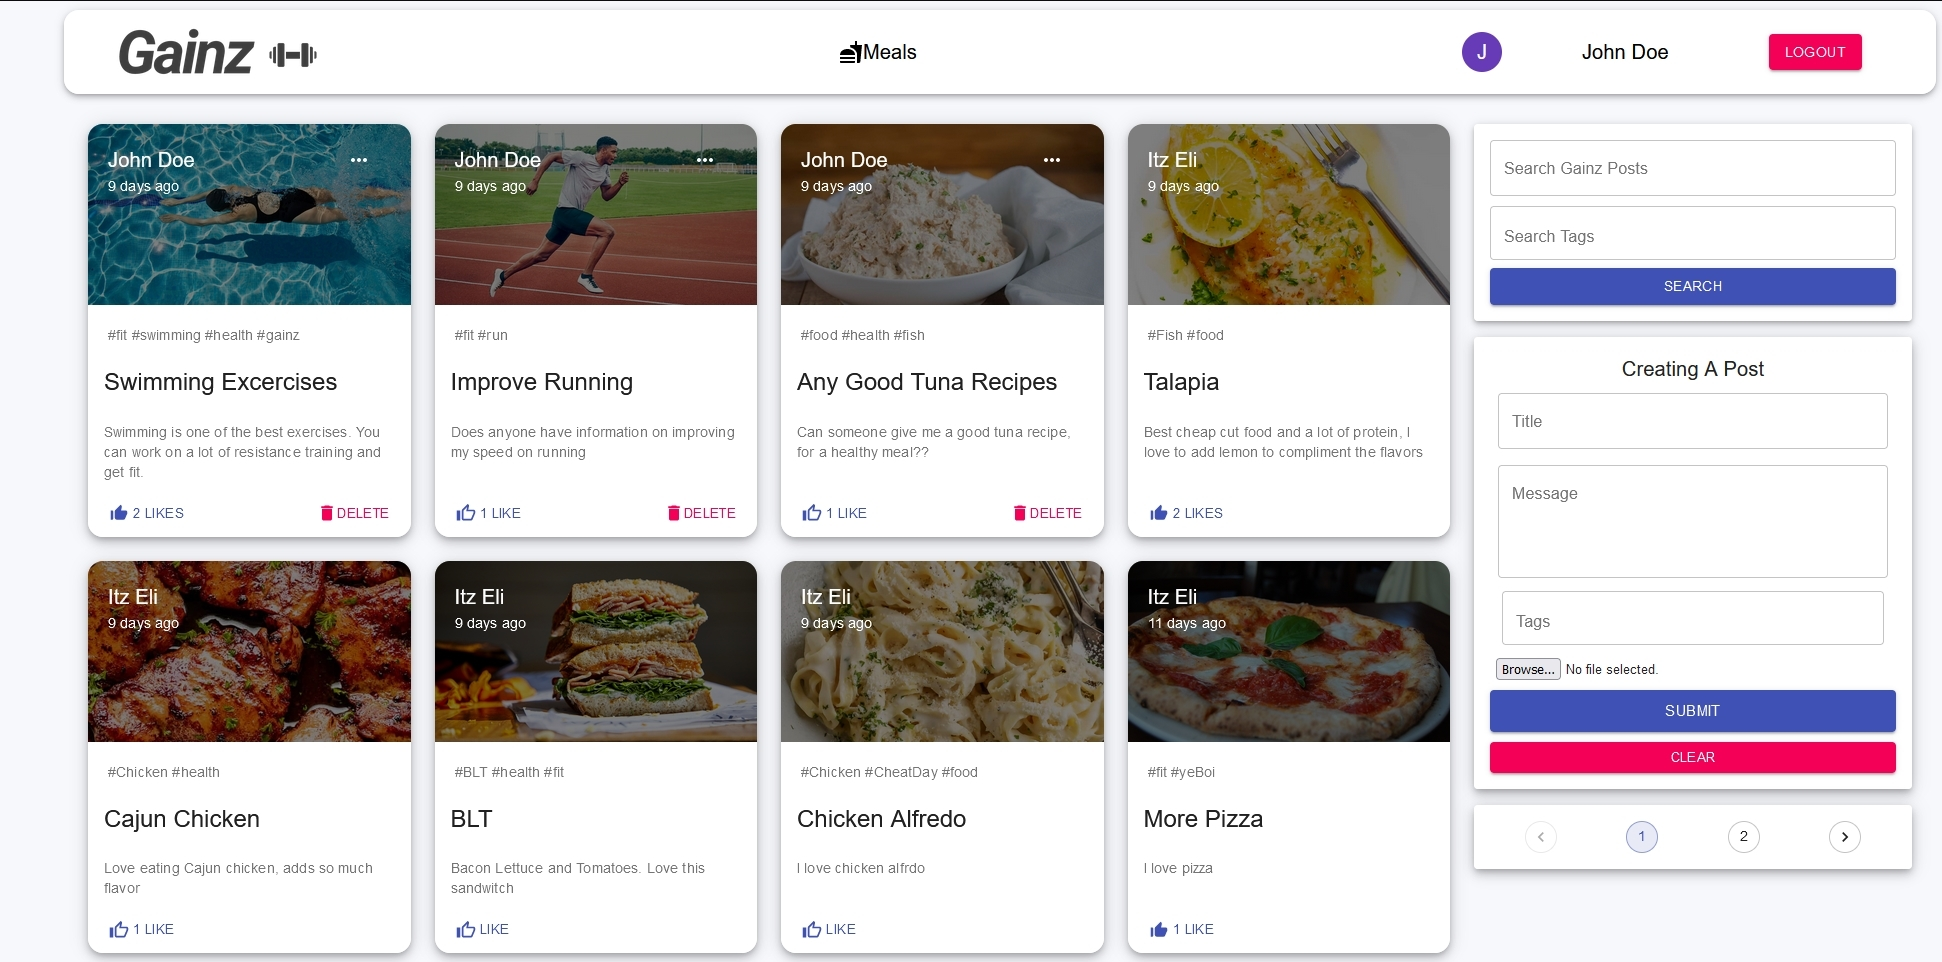 Gainz
Meals
J
John Doe
LOGOUT
John Doe
9 days ago
#fit #swimming #health #gainz
Swimming Excercises
Swimming is one of the best exercises. You
can work on a lot of resistance training and
get fit.
2 LIKES
DELETE
John Doe
9 days ago
#fit #run
Improve Running
Does anyone have information on improving
my speed on running
1 LIKE
DELETE
John Doe
9 days ago
#food #health #fish
Any Good Tuna Recipes
Can someone give me a good tuna recipe,
for a healthy meal??
1 LIKE
DELETE
Itz Eli
9 days ago
#Fish #food
Talapia
Best cheap cut food and a lot of protein, I
love to add lemon to compliment the flavors
2 LIKES
Itz Eli
9 days ago
#Chicken #health
Cajun Chicken
Love eating Cajun chicken, adds so much
flavor
1 LIKE
Itz Eli
9 days ago
#BLT #health #fit
BLT
Bacon Lettuce and Tomatoes. Love this
sandwitch
LIKE
Itz Eli
9 days ago
#Chicken #CheatDay #food
Chicken Alfredo
I love chicken alfrdo
LIKE
Itz Eli
11 days ago
#fit #yeBoi
More Pizza
I love pizza
1 LIKE
Search Gainz Posts
Search Tags
SEARCH
Creating A Post
Title
Message
Tags
Browse... No file selected.
SUBMIT
CLEAR
1 2